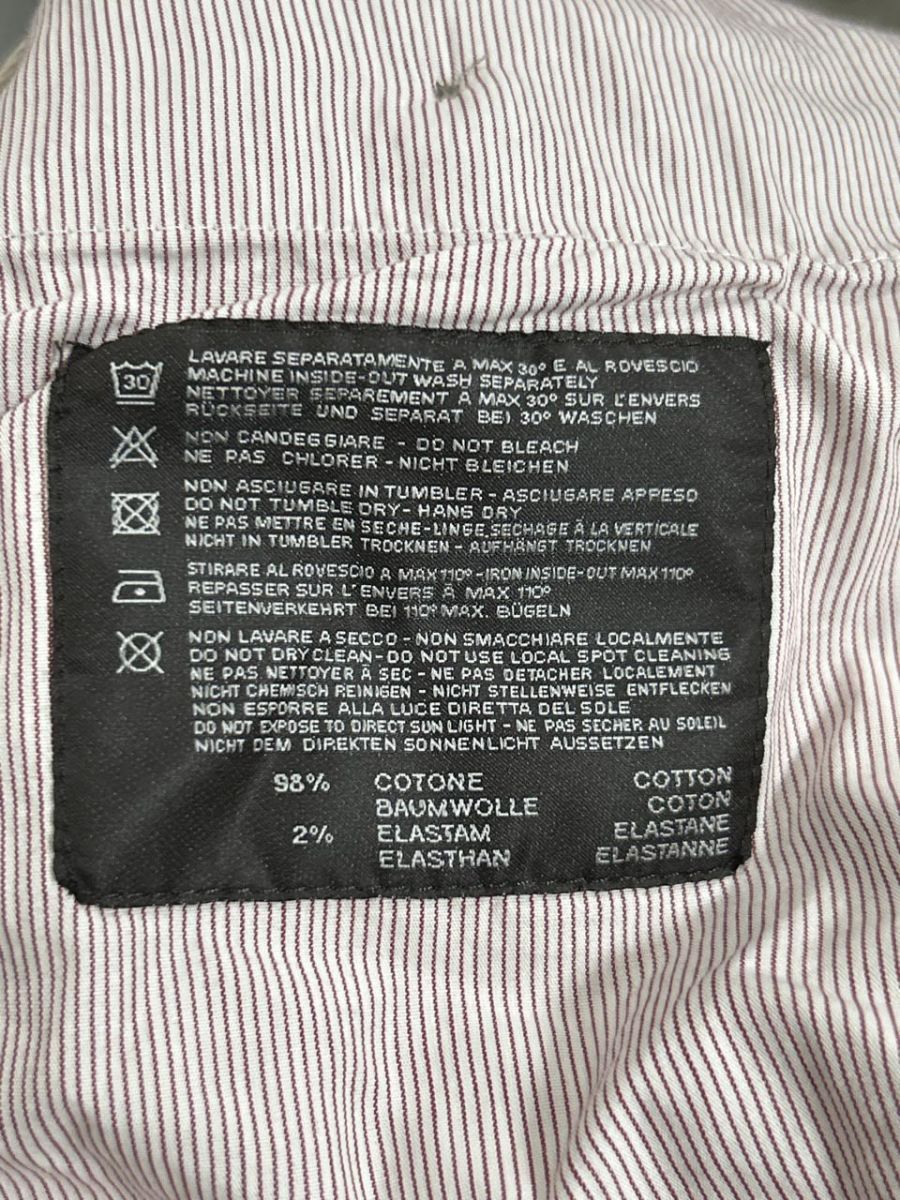 30
LAVARE SEPARATAMENTE A MAX 30º E AL ROVESCIO
MACHINE INSIDE-OUT WASH SEPARATELY
NETTOYER SEPAREMENT A MAX 30º SUR L'ENVERS
RÜCKSEITE UND SEPARAT BEI 30º WASCHEN
NON CANDEGGIARE - DO NOT BLEACH
NE PAS CHLORER - NICHT BLEICHEN
NON ASCIUGARE IN TUMBLER - ASCIUGARE APPESO
DO NOT TUMBLE DRY- HANG DRY
NE PAS METTRE EN SECHE-LINGE.SECHAGE À LA VERTICALE
NICHT IN TUMBLER TROCKNEN - AUFHÄNGT TROCKNEN
STIRARE AL ROVESCIO A MAX 110º -IRON INSIDE-OUT MAX 110º
REPASSER SUR L'ENVERS À MAX 110º
SEITENVERKEHRT BEI 110º MAX. BÜGELN
NON LAVARE A SECCO - NON SMACCHIARE LOCALMENTE
DO NOT DRY CLEAN-DO NOT USE LOCAL SPOT CLEANING
NE PAS NETTOYER À SEC - NE PAS DETACHER LOCALEMENT
NICHT CHEMISCH REINIGEN - NICHT STELLENWEISE ENTFLECKEN
NON ESPORRE ALLA LUCE DIRETTA DEL SOLE
DO NOT EXPOSE TO DIRECT SUN LIGHT - NE PAS SECHER AU SOLEIL
NICHT DEM DIREKTEN SONNENLICHT AUSSETZEN
98% COTONE COTTON
BAUMWOLLE COTON
2% ELASTAM ELASTANE
ELASTHAN ELASTANNE